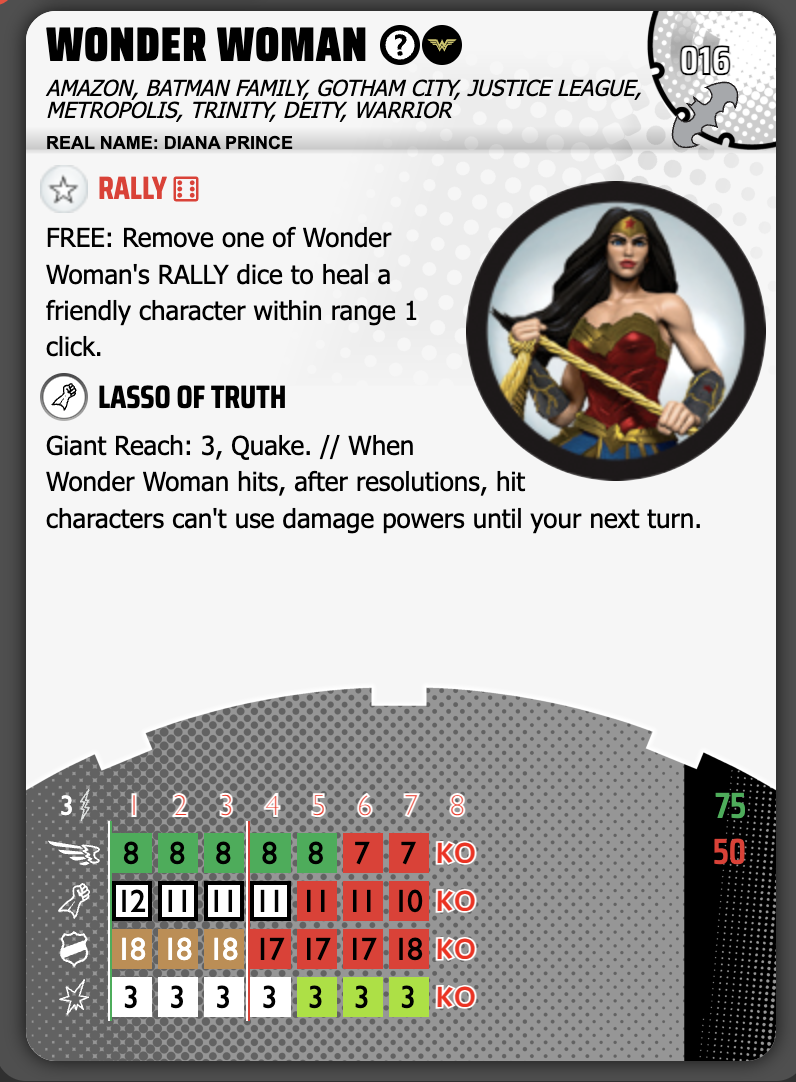 WONDER WOMAN ?
016
AMAZON, BATMAN FAMILY, GOTHAM CITY, JUSTICE LEAGUE,
METROPOLIS, TRINITY, DEITY, WARRIOR
REAL NAME: DIANA PRINCE
RALLY
FREE: Remove one of Wonder
Woman's RALLY dice to heal a
friendly character within range 1
click.
LASSO OF TRUTH
Giant Reach: 3, Quake. // When
Wonder Woman hits, after resolutions, hit
characters can't use damage powers until your next turn.
3 1 2 3 4 5 6 7 8 75
8 8 8 8 8 7 7 KO 50
12 11 11 11 11 11 10 KO
18 18 18 17 17 17 18 KO
3 3 3 3 3 3 3 KO